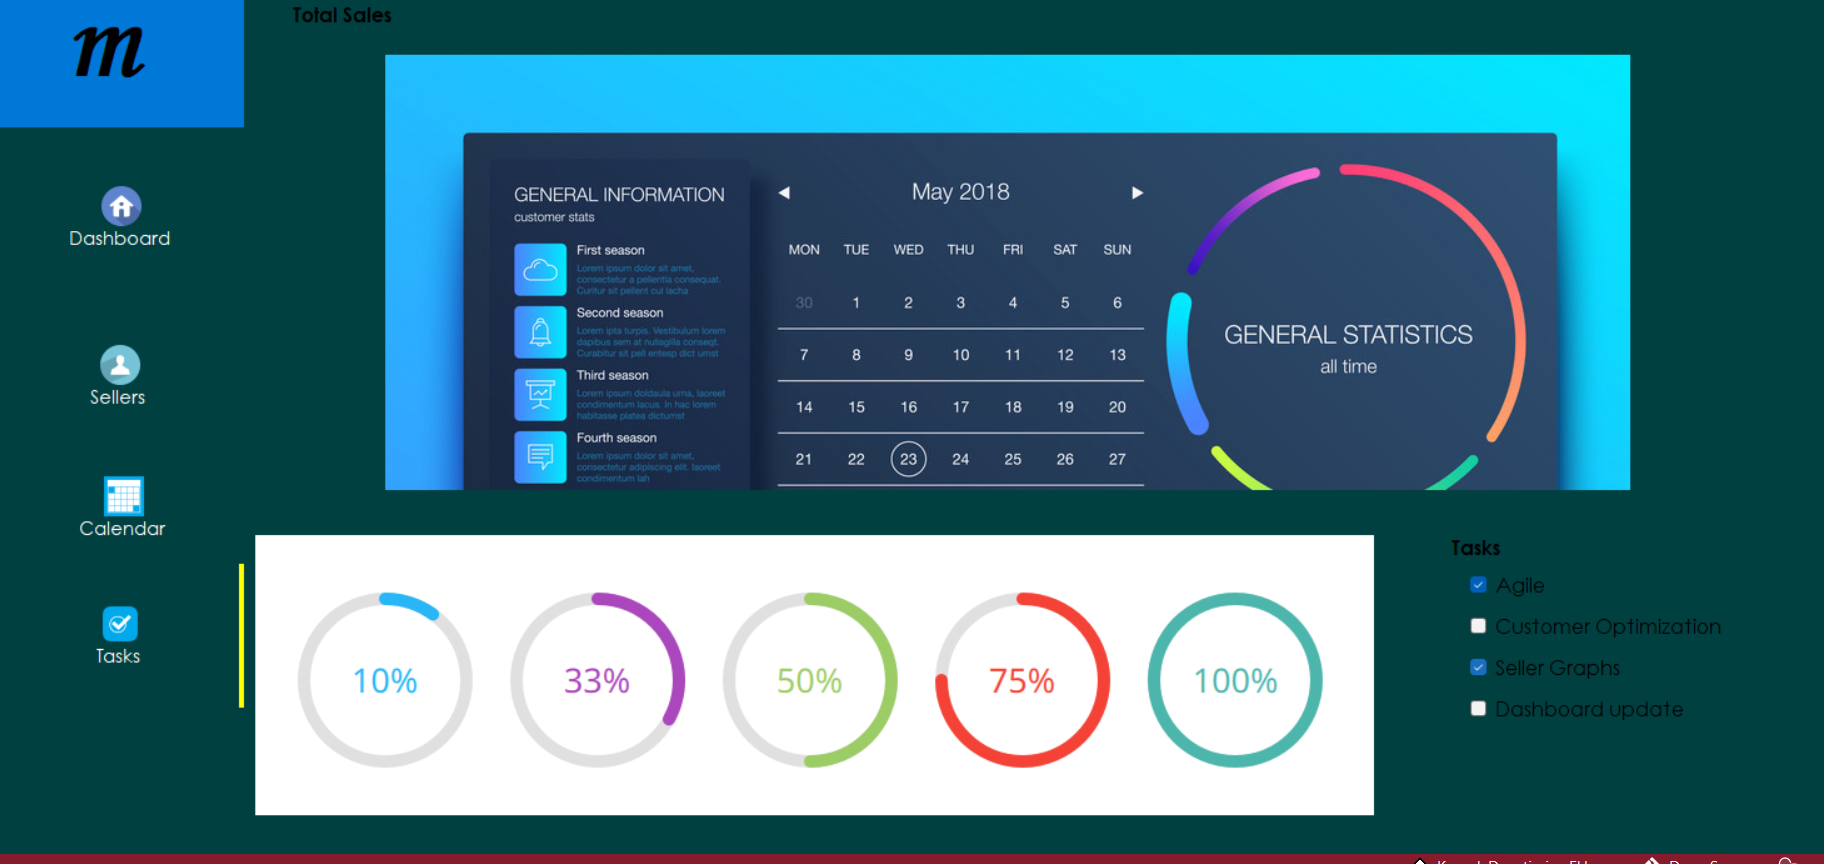 Total Sales
m
Dashboard
Sellers
Calendar
Tasks
GENERAL INFORMATION
customer stats
First season
Lorem ipsum dolor sit amet,
consectetur a pellentia consequat.
Curitur sit pellent cul lacha
Second season
Lorem ipta turpis. Vestibulum lorem
dapibus sem at nullagilla conseqt.
Curabitur sit pell entesp dict umst
Third season
Lorem ipsum doldaula urna, laoreet
condimentum lacus. In hac lorem
habitasse platea dictumst
Fourth season
Lorem ipsum dolor sit amet,
consectetur adipiscing elit. laoreet
condimentum lah
May 2018
MON TUE WED THU FRI SAT SUN
30 1 2 3 4 5 6
7 8 9 10 11 12 13
14 15 16 17 18 19 20
21 22 23 24 25 26 27
GENERAL STATISTICS
all time
10% 33% 50% 75% 100%
Tasks
Agile
Customer Optimization
Seller Graphs
Dashboard update